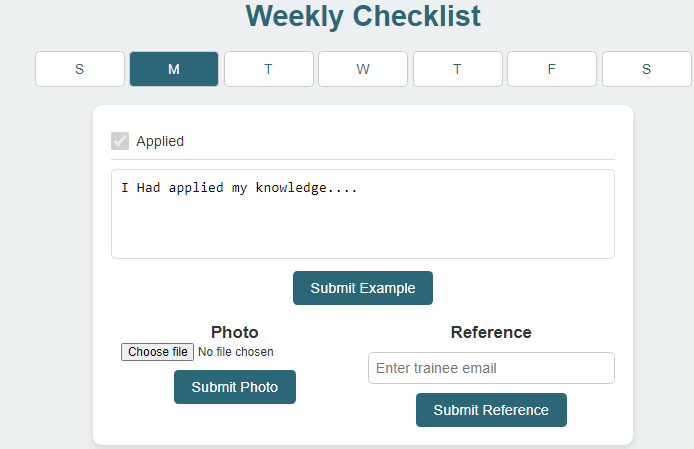 Weekly Checklist
S M T W T F S
Applied
I Had applied my knowledge....
Submit Example
Photo Reference
Choose file No file chosen
Enter trainee email
Submit Photo
Submit Reference